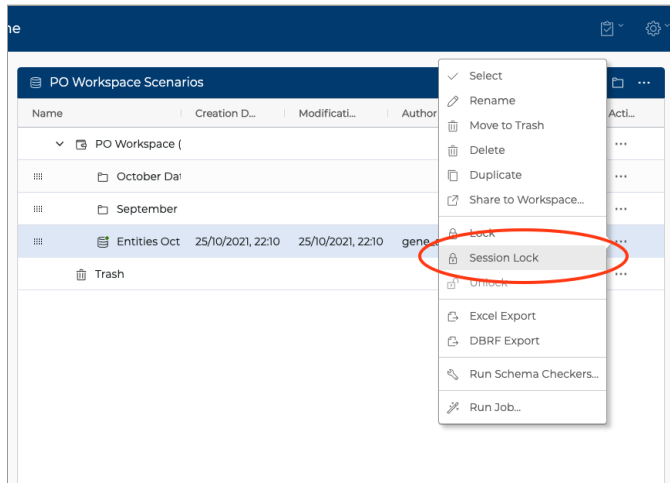 ne
PO Workspace Scenarios
Name Creation D... Modificati... Author Acti...
PO Workspace (
October Dat
September
Entities Oct 25/10/2021, 22:10 25/10/2021, 22:10 gene_
Trash
Select
Rename
Move to Trash
Delete
Duplicate
Share to Workspace...
Lock
Session Lock
Unlock
Excel Export
DBRF Export
Run Schema Checkers...
Run Job...